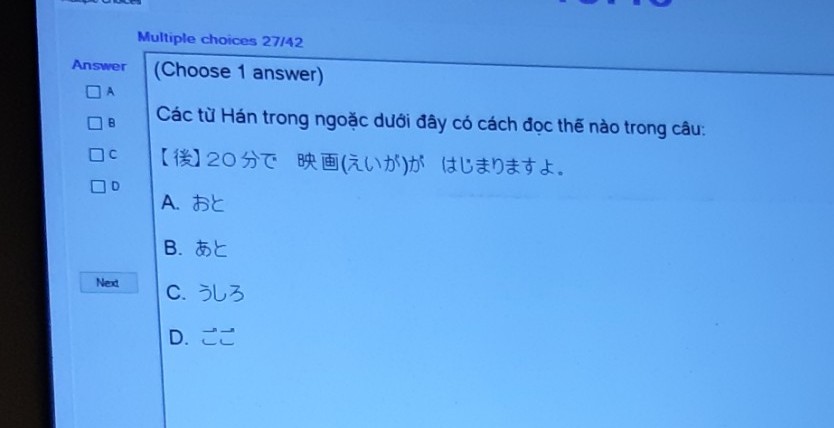 Multiple choices 27/42
Answer
(Choose 1 answer)
A
B
C
D
Các từ Hán trong ngoặc dưới đây có cách đọc thế nào trong câu:
【後】20分で 映画(えいが)が はじまりますよ。
A. おと
B. あと
C. うしろ
D. ごご
Next